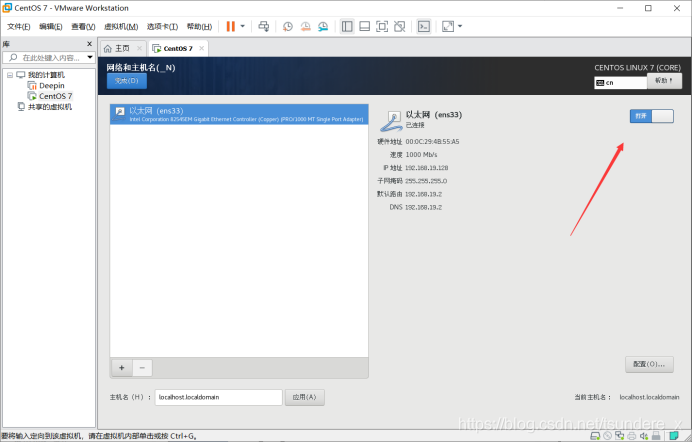 CentOS 7 - VMware Workstation
文件(F) 编辑(E) 查看(V) 虚拟机(M) 选项卡(T) 帮助(H)
库
在此处键入内容...
我的计算机
Deepin
CentOS 7
共享的虚拟机
主页
CentOS 7
网络和主机名(_N)
完成(D)
CENTOS LINUX 7 (CORE)
cn
帮助!
以太网(ens33)
Intel Corporation 82545EM Gigabit Ethernet Controller (Copper) (PRO/1000 MT Single Port Adapter)
以太网(ens33)
已连接
打开
硬件地址 00:0C:29:4B:55:A5
速度 1000 Mb/s
IP 地址 192.168.19.128
子网掩码 255.255.255.0
默认路由 192.168.19.2
DNS 192.168.19.2
配置(O)...
主机名(H): localhost.localdomain 应用(A)
当前主机名: localhost.localdomain
要将输入定向到该虚拟机，请在虚拟机内部单击或按 Ctrl+G。